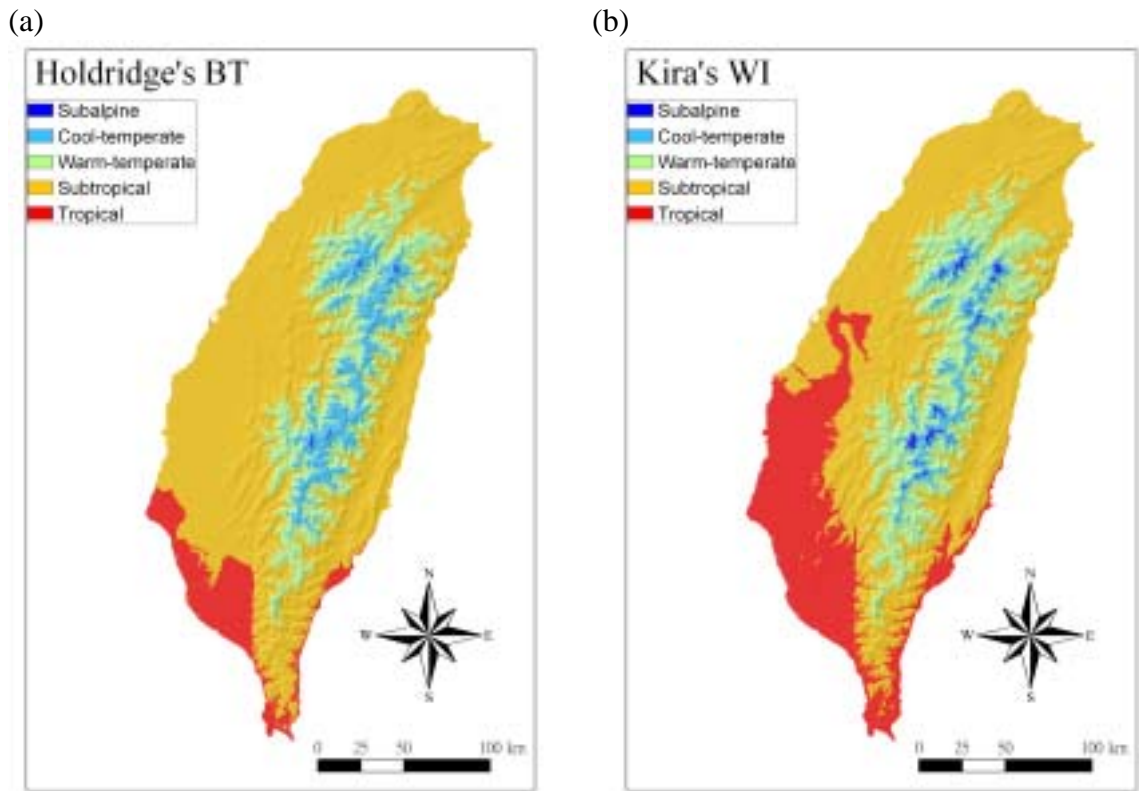 (a)
Holdridge's BT
Subalpine
Cool-temperate
Warm-temperate
Subtropical
Tropical
N
W
E
S
0 25 50 100 km
(b)
Kira's WI
Subalpine
Cool-temperate
Warm-temperate
Subtropical
Tropical
N
W
E
S
0 25 50 100 km